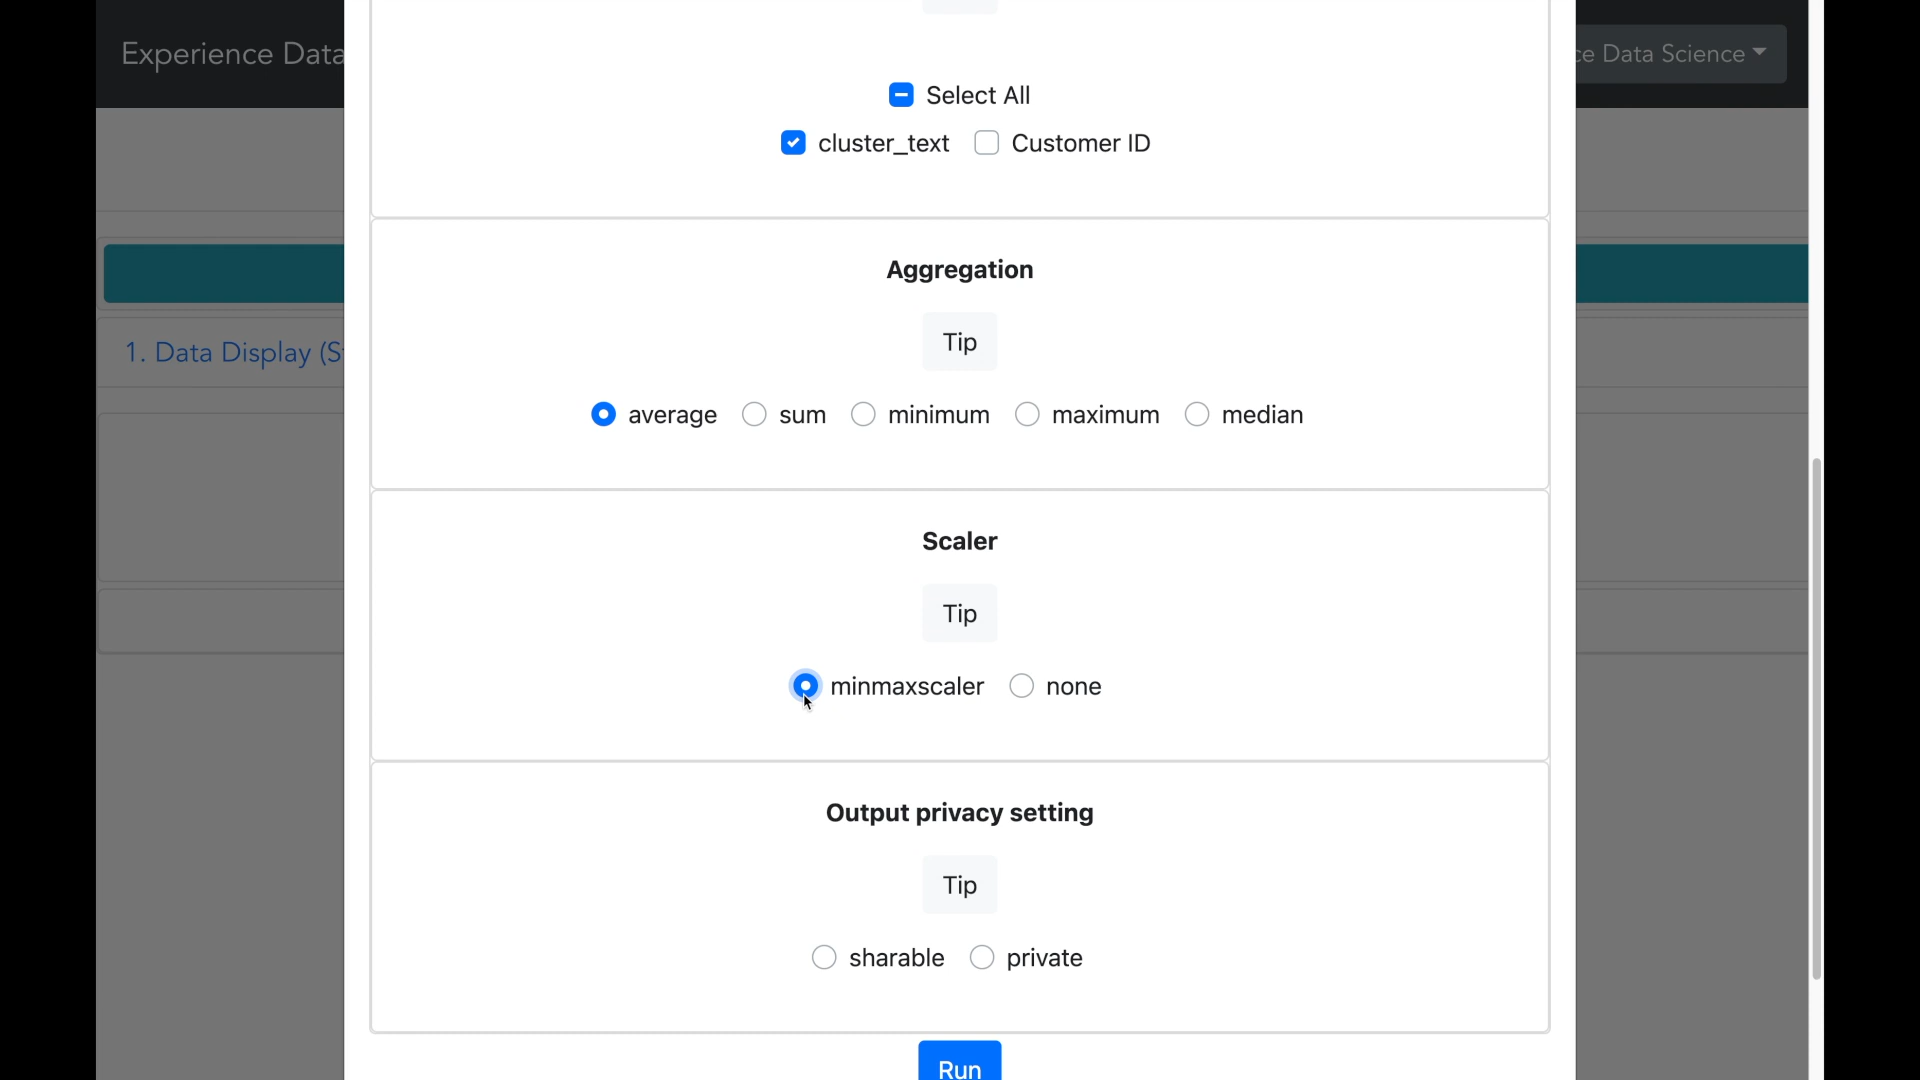 Experience Data
ce Data Science
Select All
cluster_text Customer ID
Aggregation
Tip
1. Data Display (S
average sum minimum maximum median
Scaler
Tip
minmaxscaler none
Output privacy setting
Tip
sharable private
Run